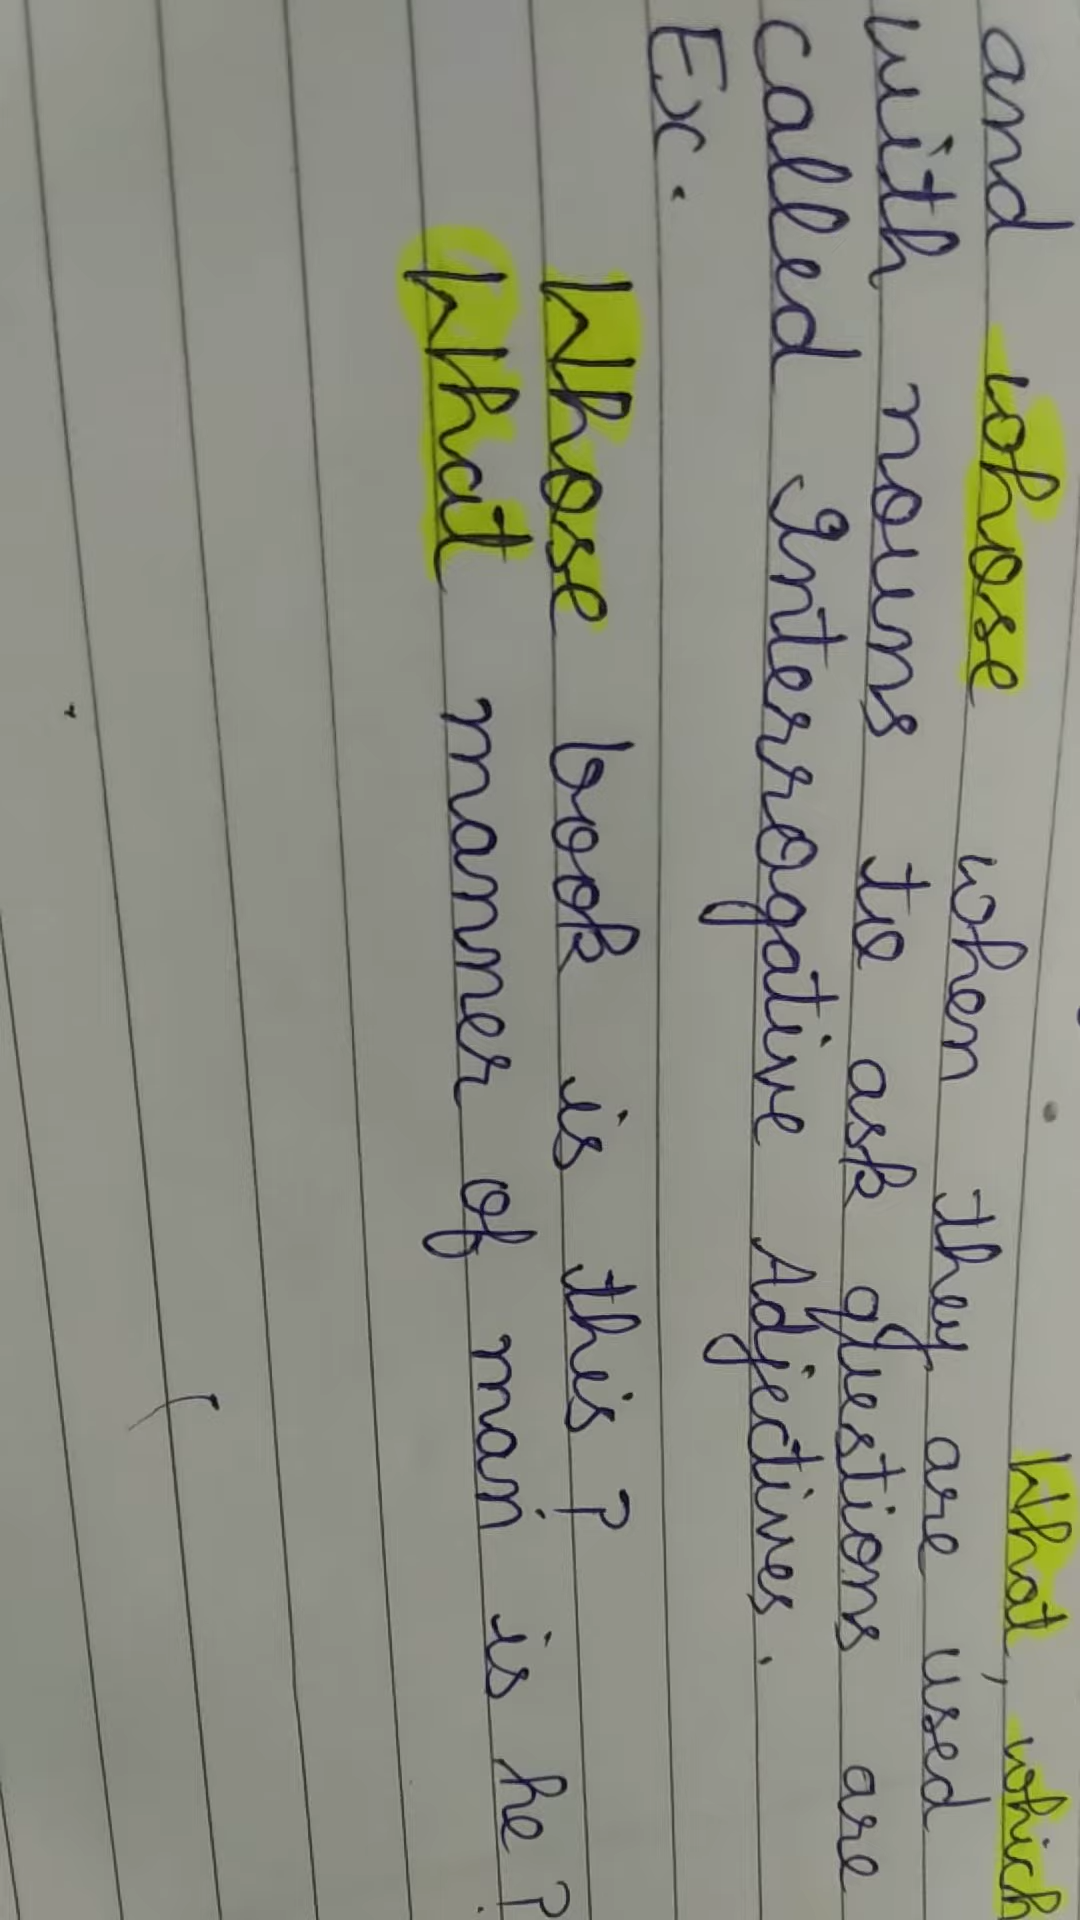 What, which
and whose when they are used
with nouns to ask questions are
called Interrogative Adjectives.
Ex.
Whose book is this?
What manner of man is he?